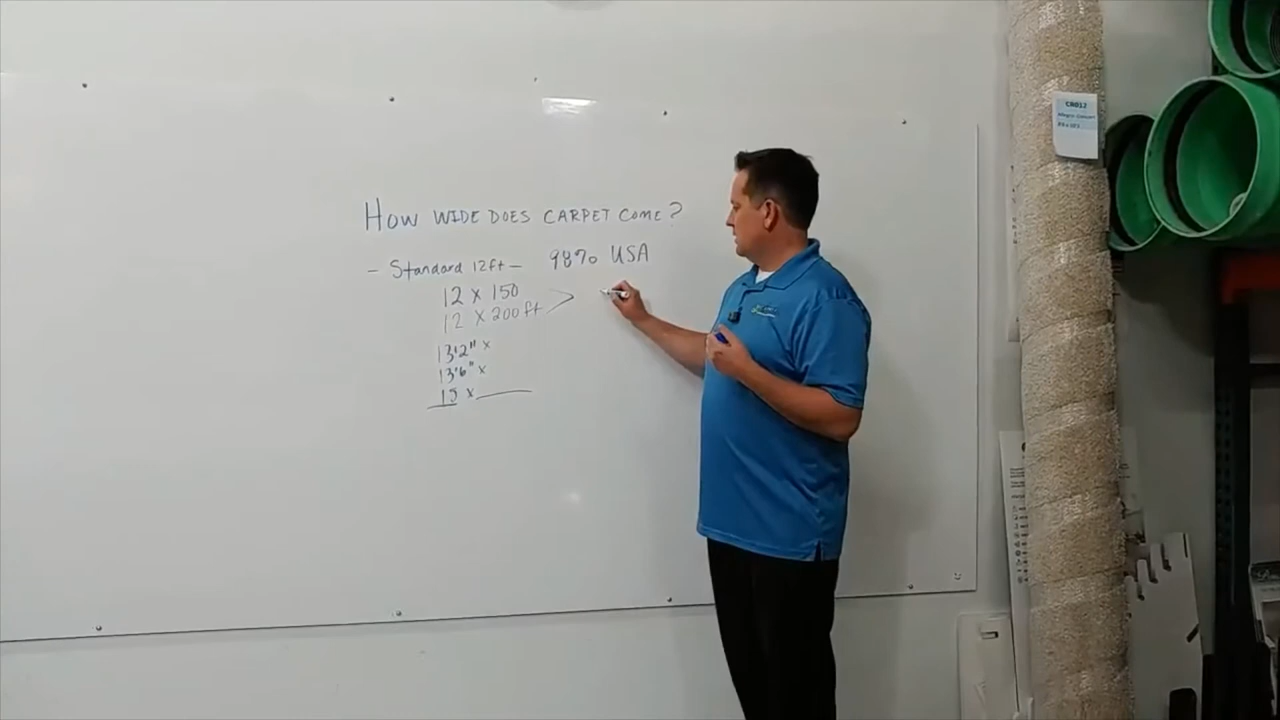 HOW WIDE DOES CARPET COME?
- Standard 12ft - 98% USA
12 x 150
12 x 200 ft >
13'2" x
13'6" x
15 x
CR012